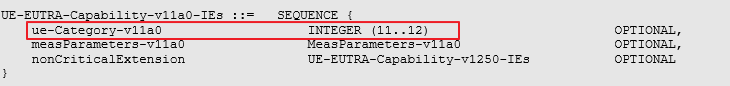 UE-EUTRA-Capability-v11a0-IEs ::= SEQUENCE {
ue-Category-v11a0 INTEGER (11..12) OPTIONAL,
measParameters-v11a0 MeasParameters-v11a0 OPTIONAL,
nonCriticalExtension UE-EUTRA-Capability-v1250-IEs OPTIONAL
}